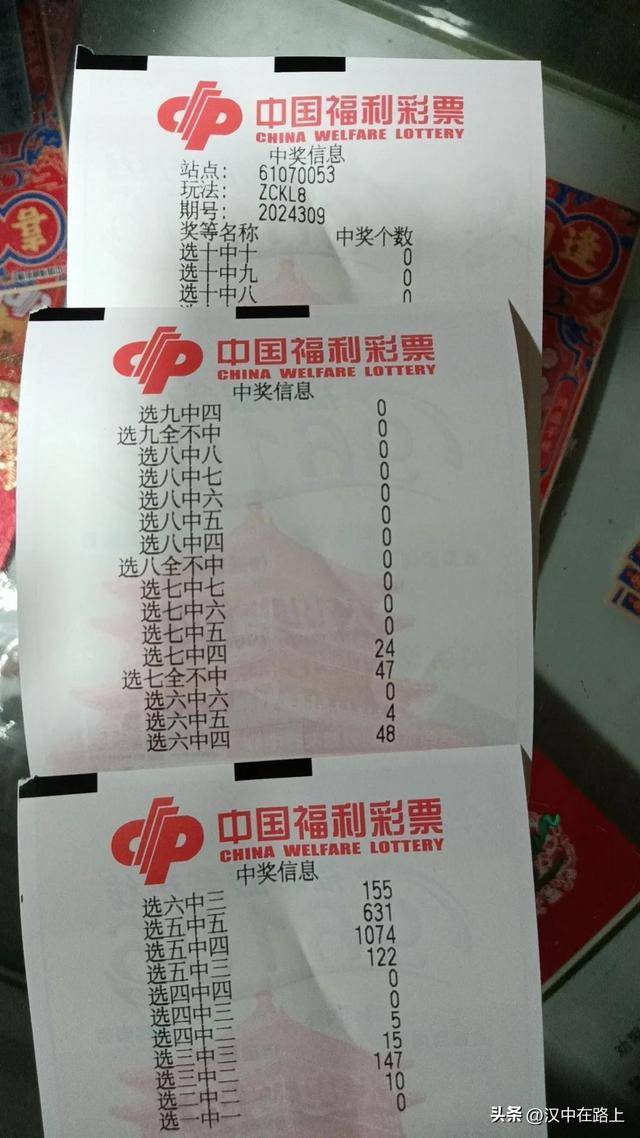 中国福利彩票
CHINA WELFARE LOTTERY
中奖信息
站点: 61070053
玩法: ZCKL8
期号: 2024309
奖等名称 中奖个数
选十中十 0
选十中九 0
选十中八 0
中国福利彩票
CHINA WELFARE LOTTERY
中奖信息
选九中四 0
选九全不中 0
选八中八 0
选八中七 0
选八中六 0
选八中五 0
选八中四 0
选八全不中 0
选七中七 0
选七中六 0
选七中五 0
选七中四 24
选七全不中 47
选六中六 0
选六中五 4
选六中四 48
中国福利彩票
CHINA WELFARE LOTTERY
中奖信息
选六中三 155
选五中五 631
选五中四 1074
选五中三 122
选四中四 0
选四中三 0
选四中二 5
选三中三 15
选三中二 147
选二中二 10
选一中一 0
头条 @汉中在路上